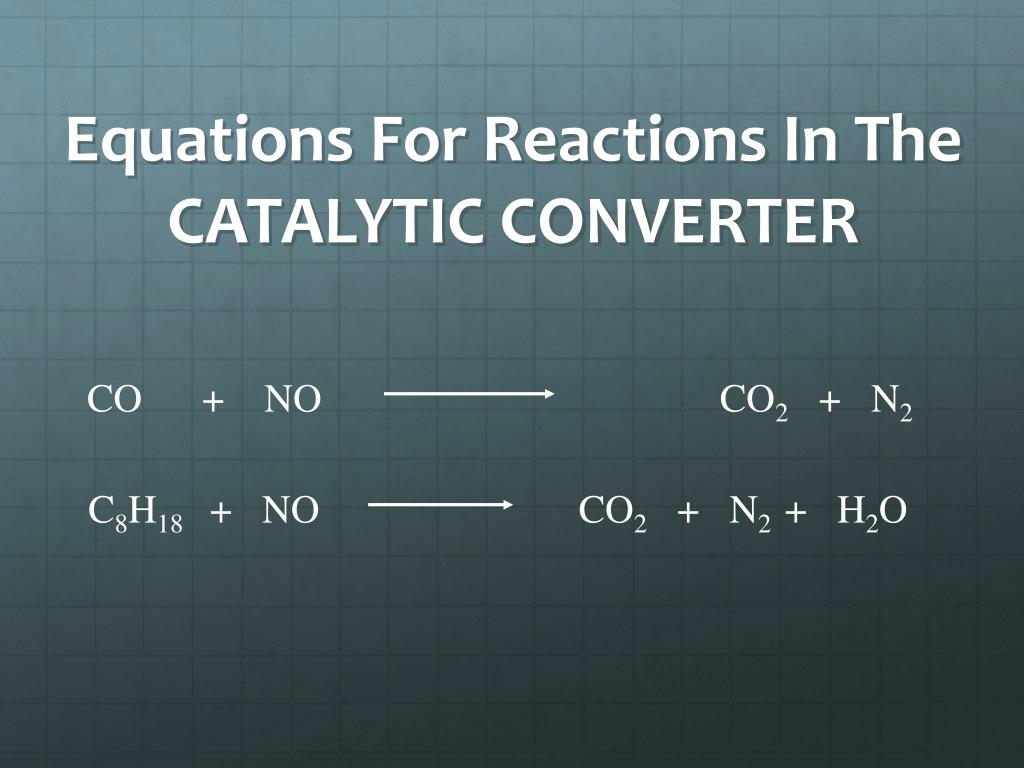 Equations For Reactions In The
CATALYTIC CONVERTER
CO + NO ⟶ CO₂ + N₂
C₈H₁₈ + NO ⟶ CO₂ + N₂ + H₂O